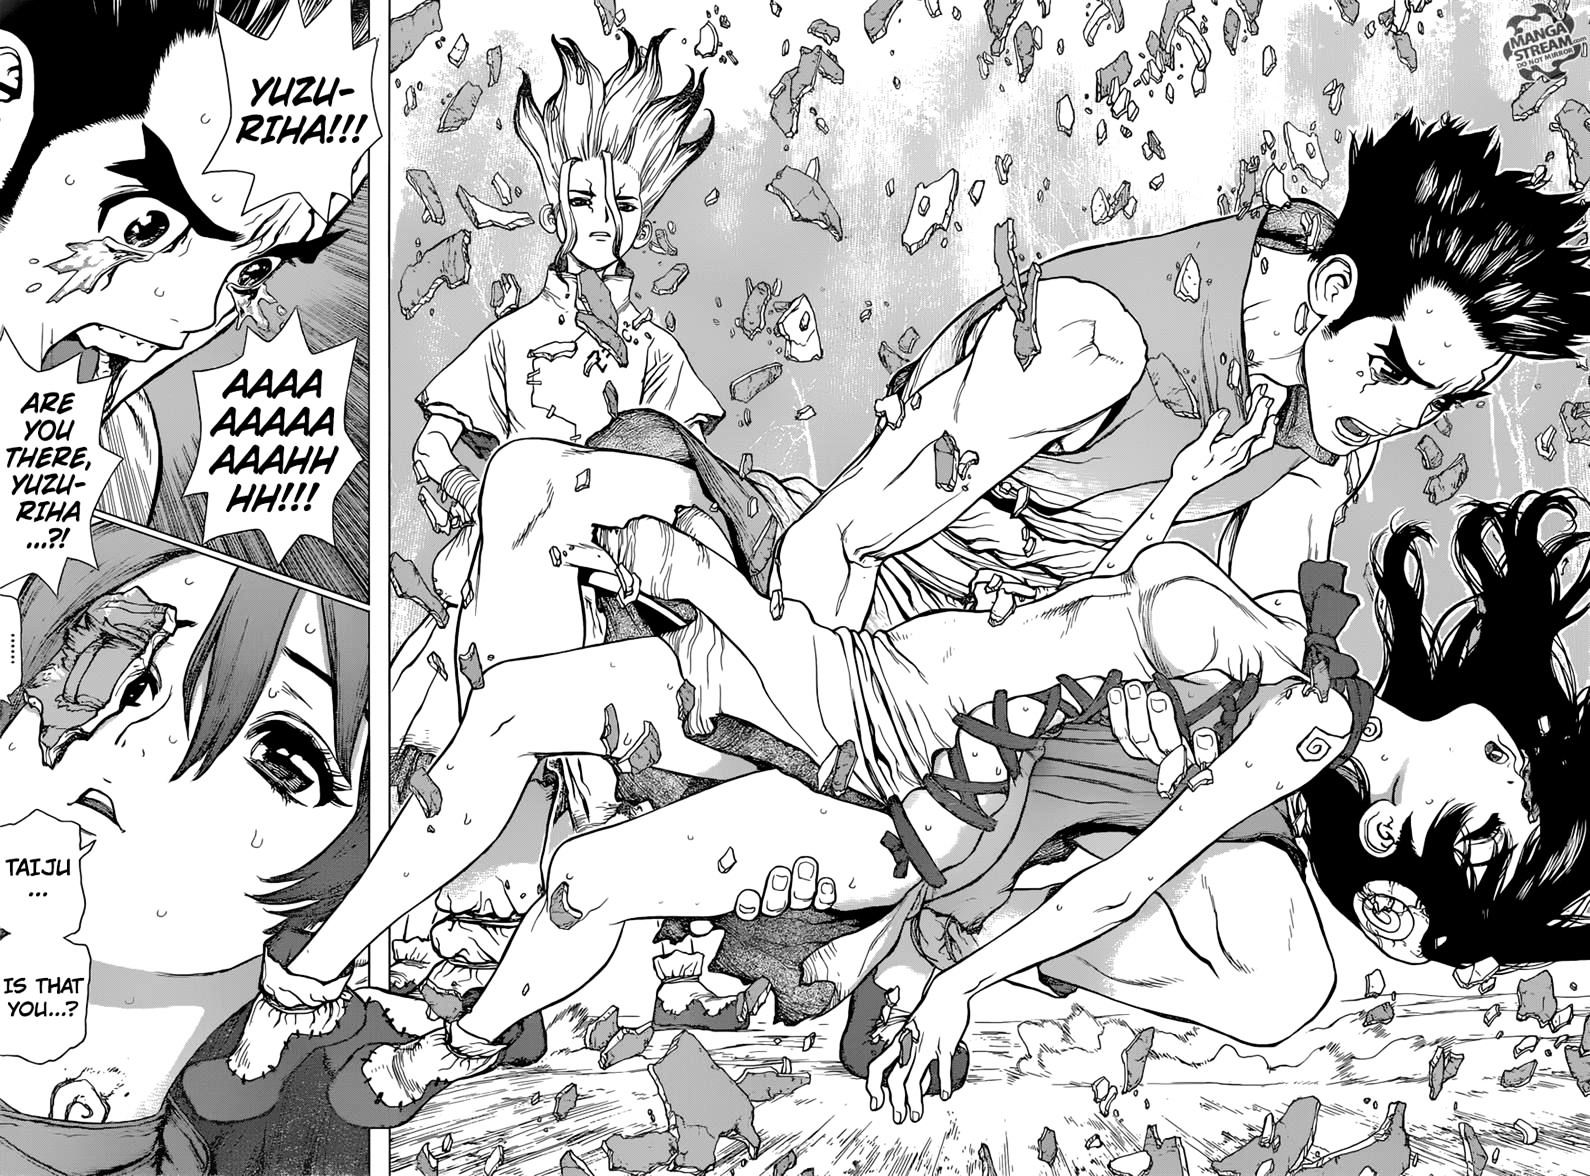 YUZU-
RIHA!!!
AAAA
AAAAA
AAAHH
HH!!!
ARE
YOU
THERE,
YUZU-
RIHA
...?!
.......
TAIJU
...
IS THAT
YOU...?
MANGA
STREAM.com
DO NOT MIRROR